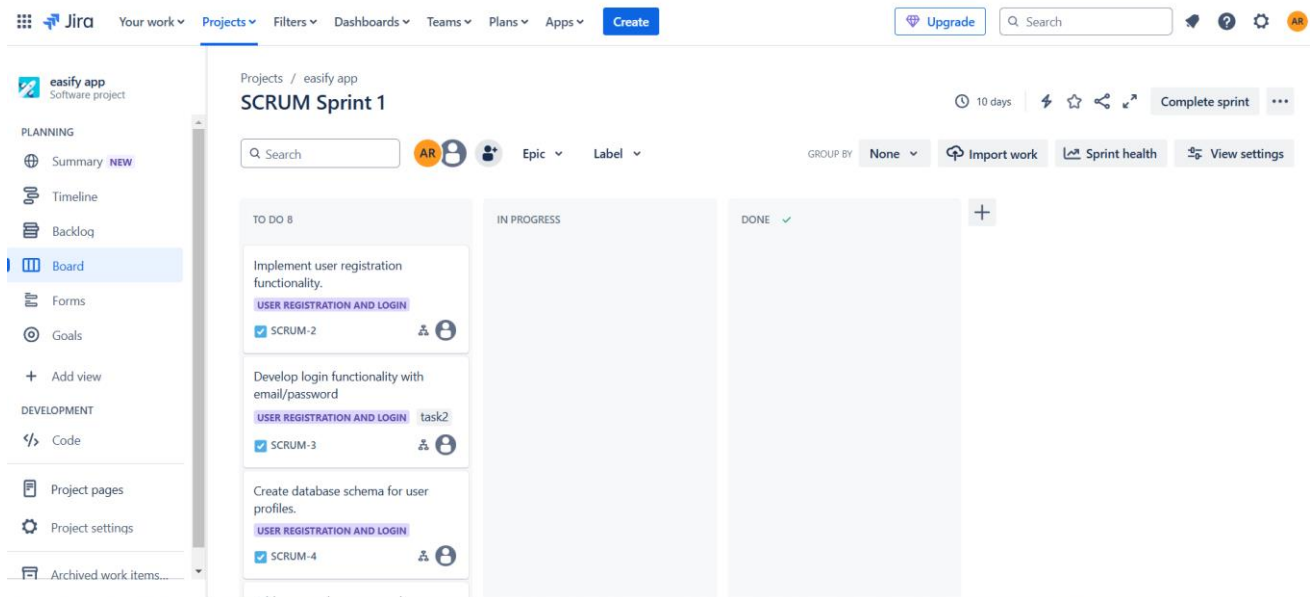 Jira Your work Projects Filters Dashboards Teams Plans Apps Create Upgrade Search AR
easify app
Software project
PLANNING
Summary NEW
Timeline
Backlog
Board
Forms
Goals
Add view
DEVELOPMENT
Code
Project pages
Project settings
Archived work items...
Projects / easify app
SCRUM Sprint 1
10 days Complete sprint
Search AR Epic Label GROUP BY None Import work Sprint health View settings
TO DO 8
Implement user registration
functionality.
USER REGISTRATION AND LOGIN
SCRUM-2
Develop login functionality with
email/password
USER REGISTRATION AND LOGIN task2
SCRUM-3
Create database schema for user
profiles.
USER REGISTRATION AND LOGIN
SCRUM-4
IN PROGRESS
DONE